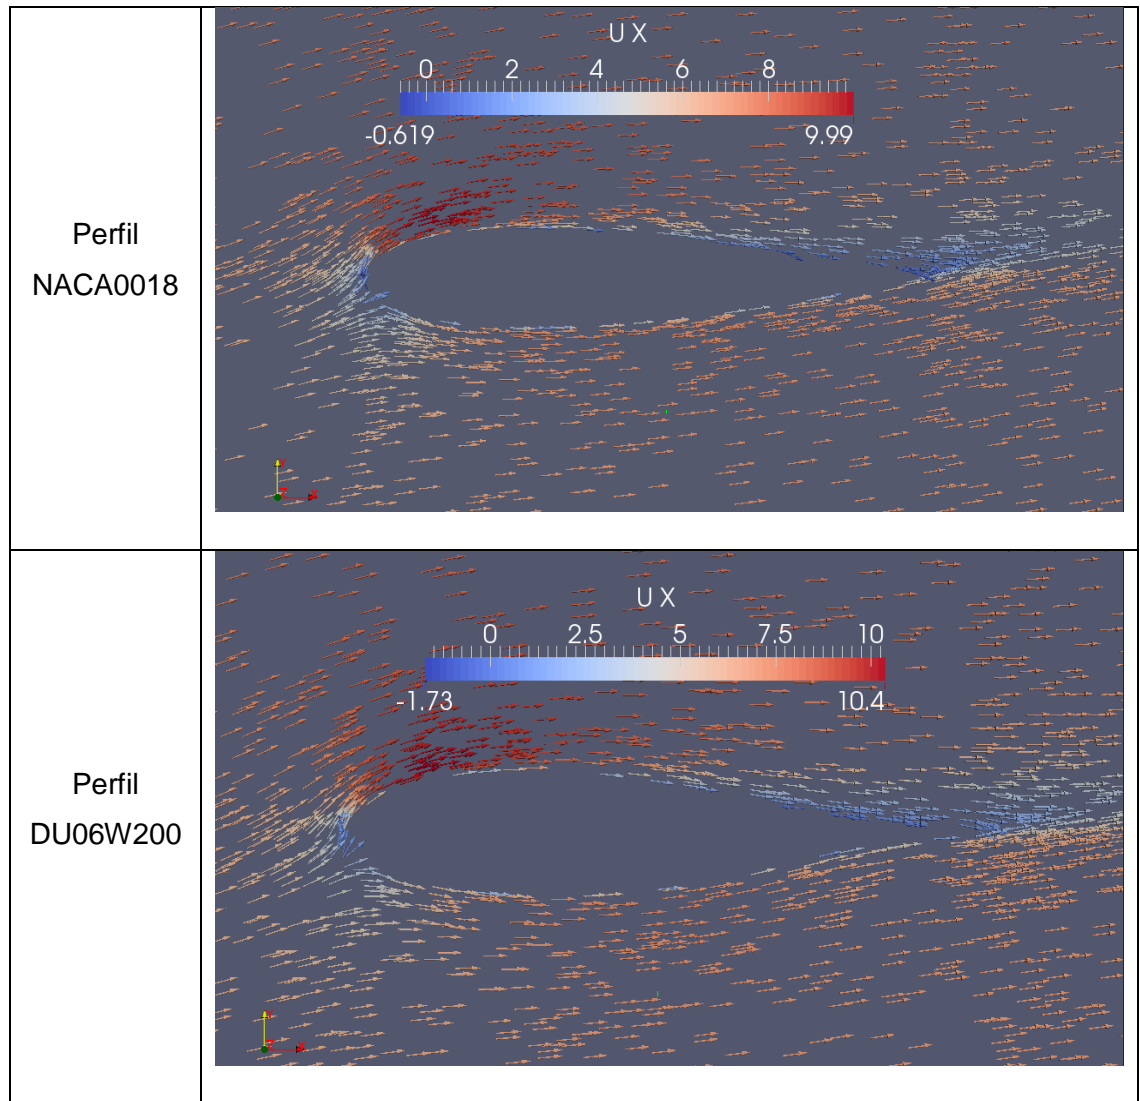 Perfil
NACA0018
U X
0 2 4 6 8
-0.619 9.99
Y
Z X
Perfil
DU06W200
U X
0 2.5 5 7.5 10
-1.73 10.4
Y
Z X